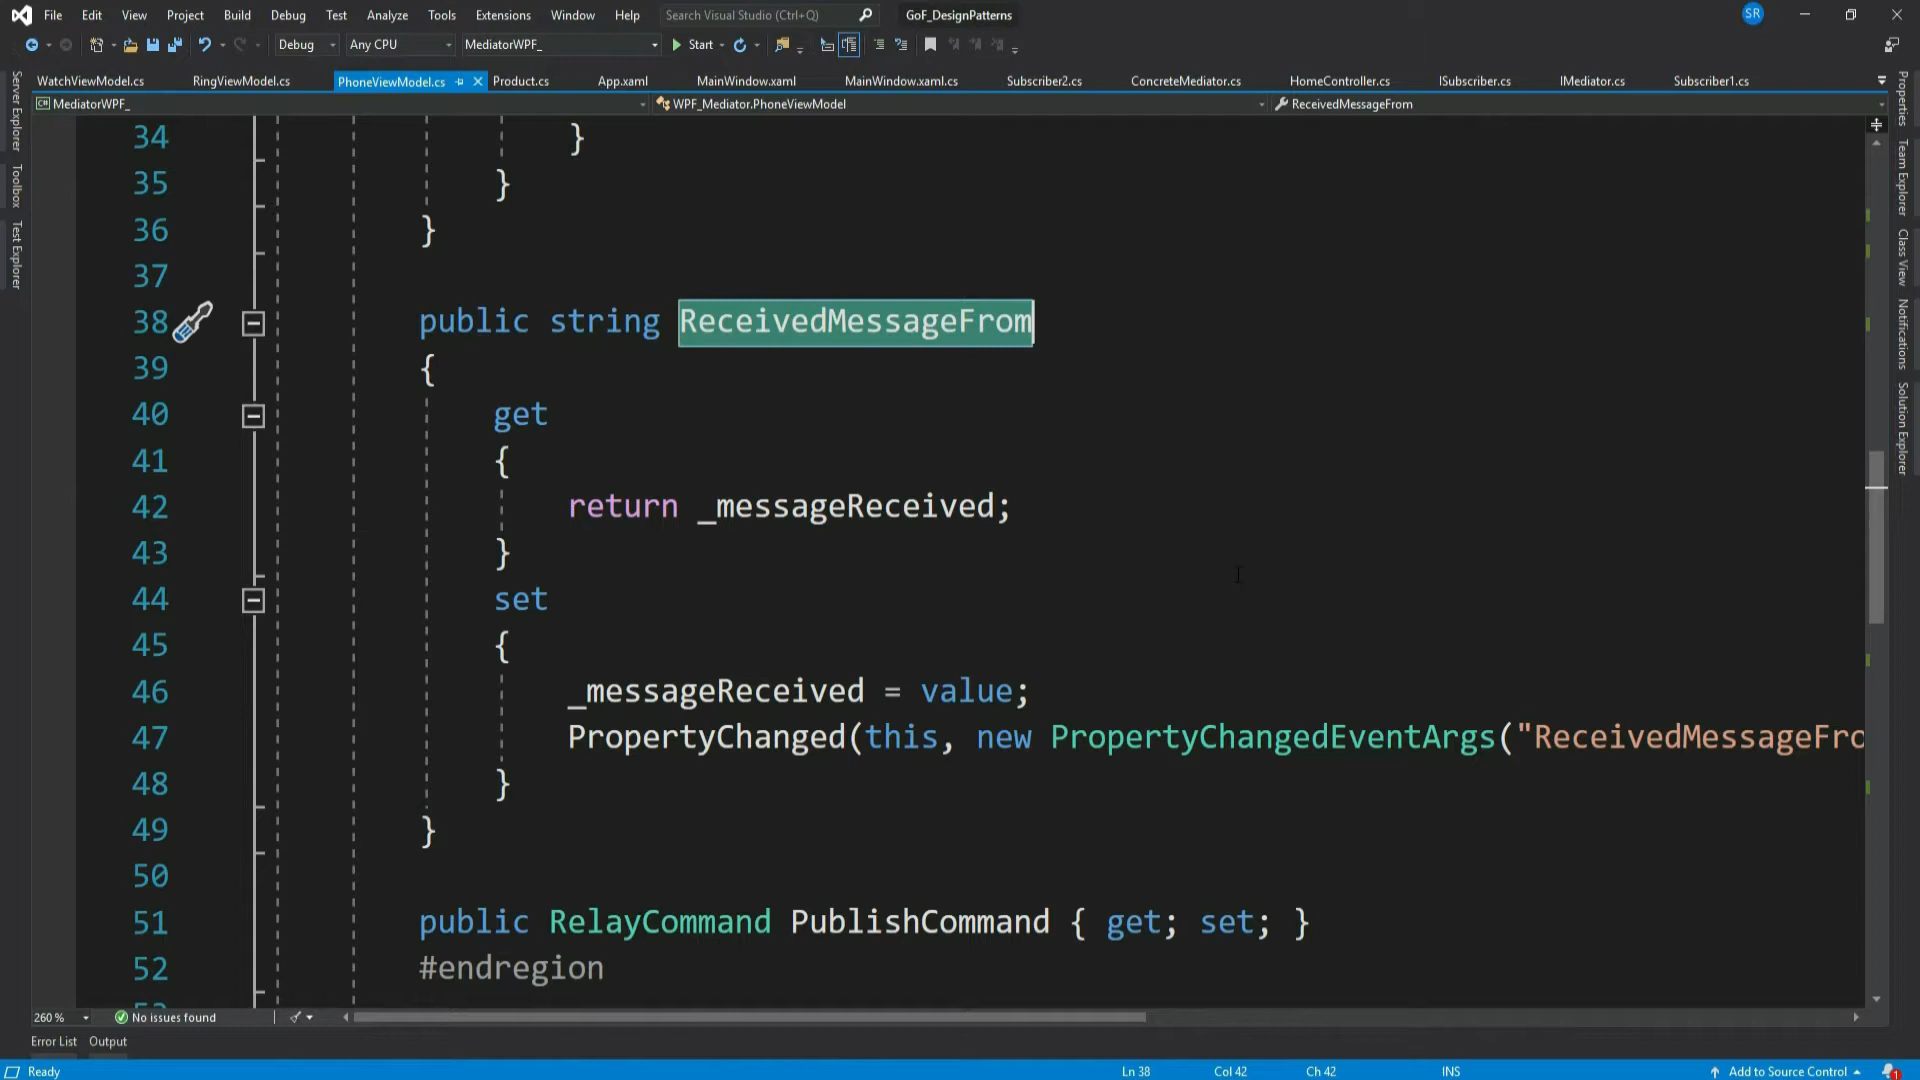 File Edit View Project Build Debug Test Analyze Tools Extensions Window Help Search Visual Studio (Ctrl+Q) GoF_DesignPatterns SR
Debug Any CPU MediatorWPF_ Start
WatchViewModel.cs RingViewModel.cs PhoneViewModel.cs Product.cs App.xaml MainWindow.xaml MainWindow.xaml.cs Subscriber2.cs ConcreteMediator.cs HomeController.cs ISubscriber.cs IMediator.cs Subscriber1.cs
MediatorWPF_ WPF_Mediator.PhoneViewModel ReceivedMessageFrom
Server Explorer
Toolbox
Test Explorer
34 }
35 }
36 }
37
38 public string ReceivedMessageFrom
39 {
40 get
41 {
42 return _messageReceived;
43 }
44 set
45 {
46 _messageReceived = value;
47 PropertyChanged(this, new PropertyChangedEventArgs("ReceivedMessageFro
48 }
49 }
50
51 public RelayCommand PublishCommand { get; set; }
52 #endregion
Properties
Team Explorer
Class View
Notifications
Solution Explorer
260 % No issues found
Error List Output
Ready Ln 38 Col 42 Ch 42 INS Add to Source Control 1